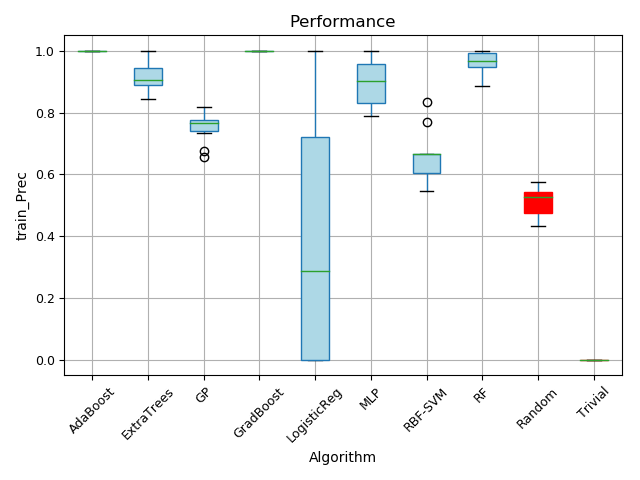 Performance
train_Prec
1.0
0.8
0.6
0.4
0.2
0.0
AdaBoost
ExtraTrees
GP
GradBoost
LogisticReg
MLP
RBF-SVM
RF
Random
Trivial
Algorithm